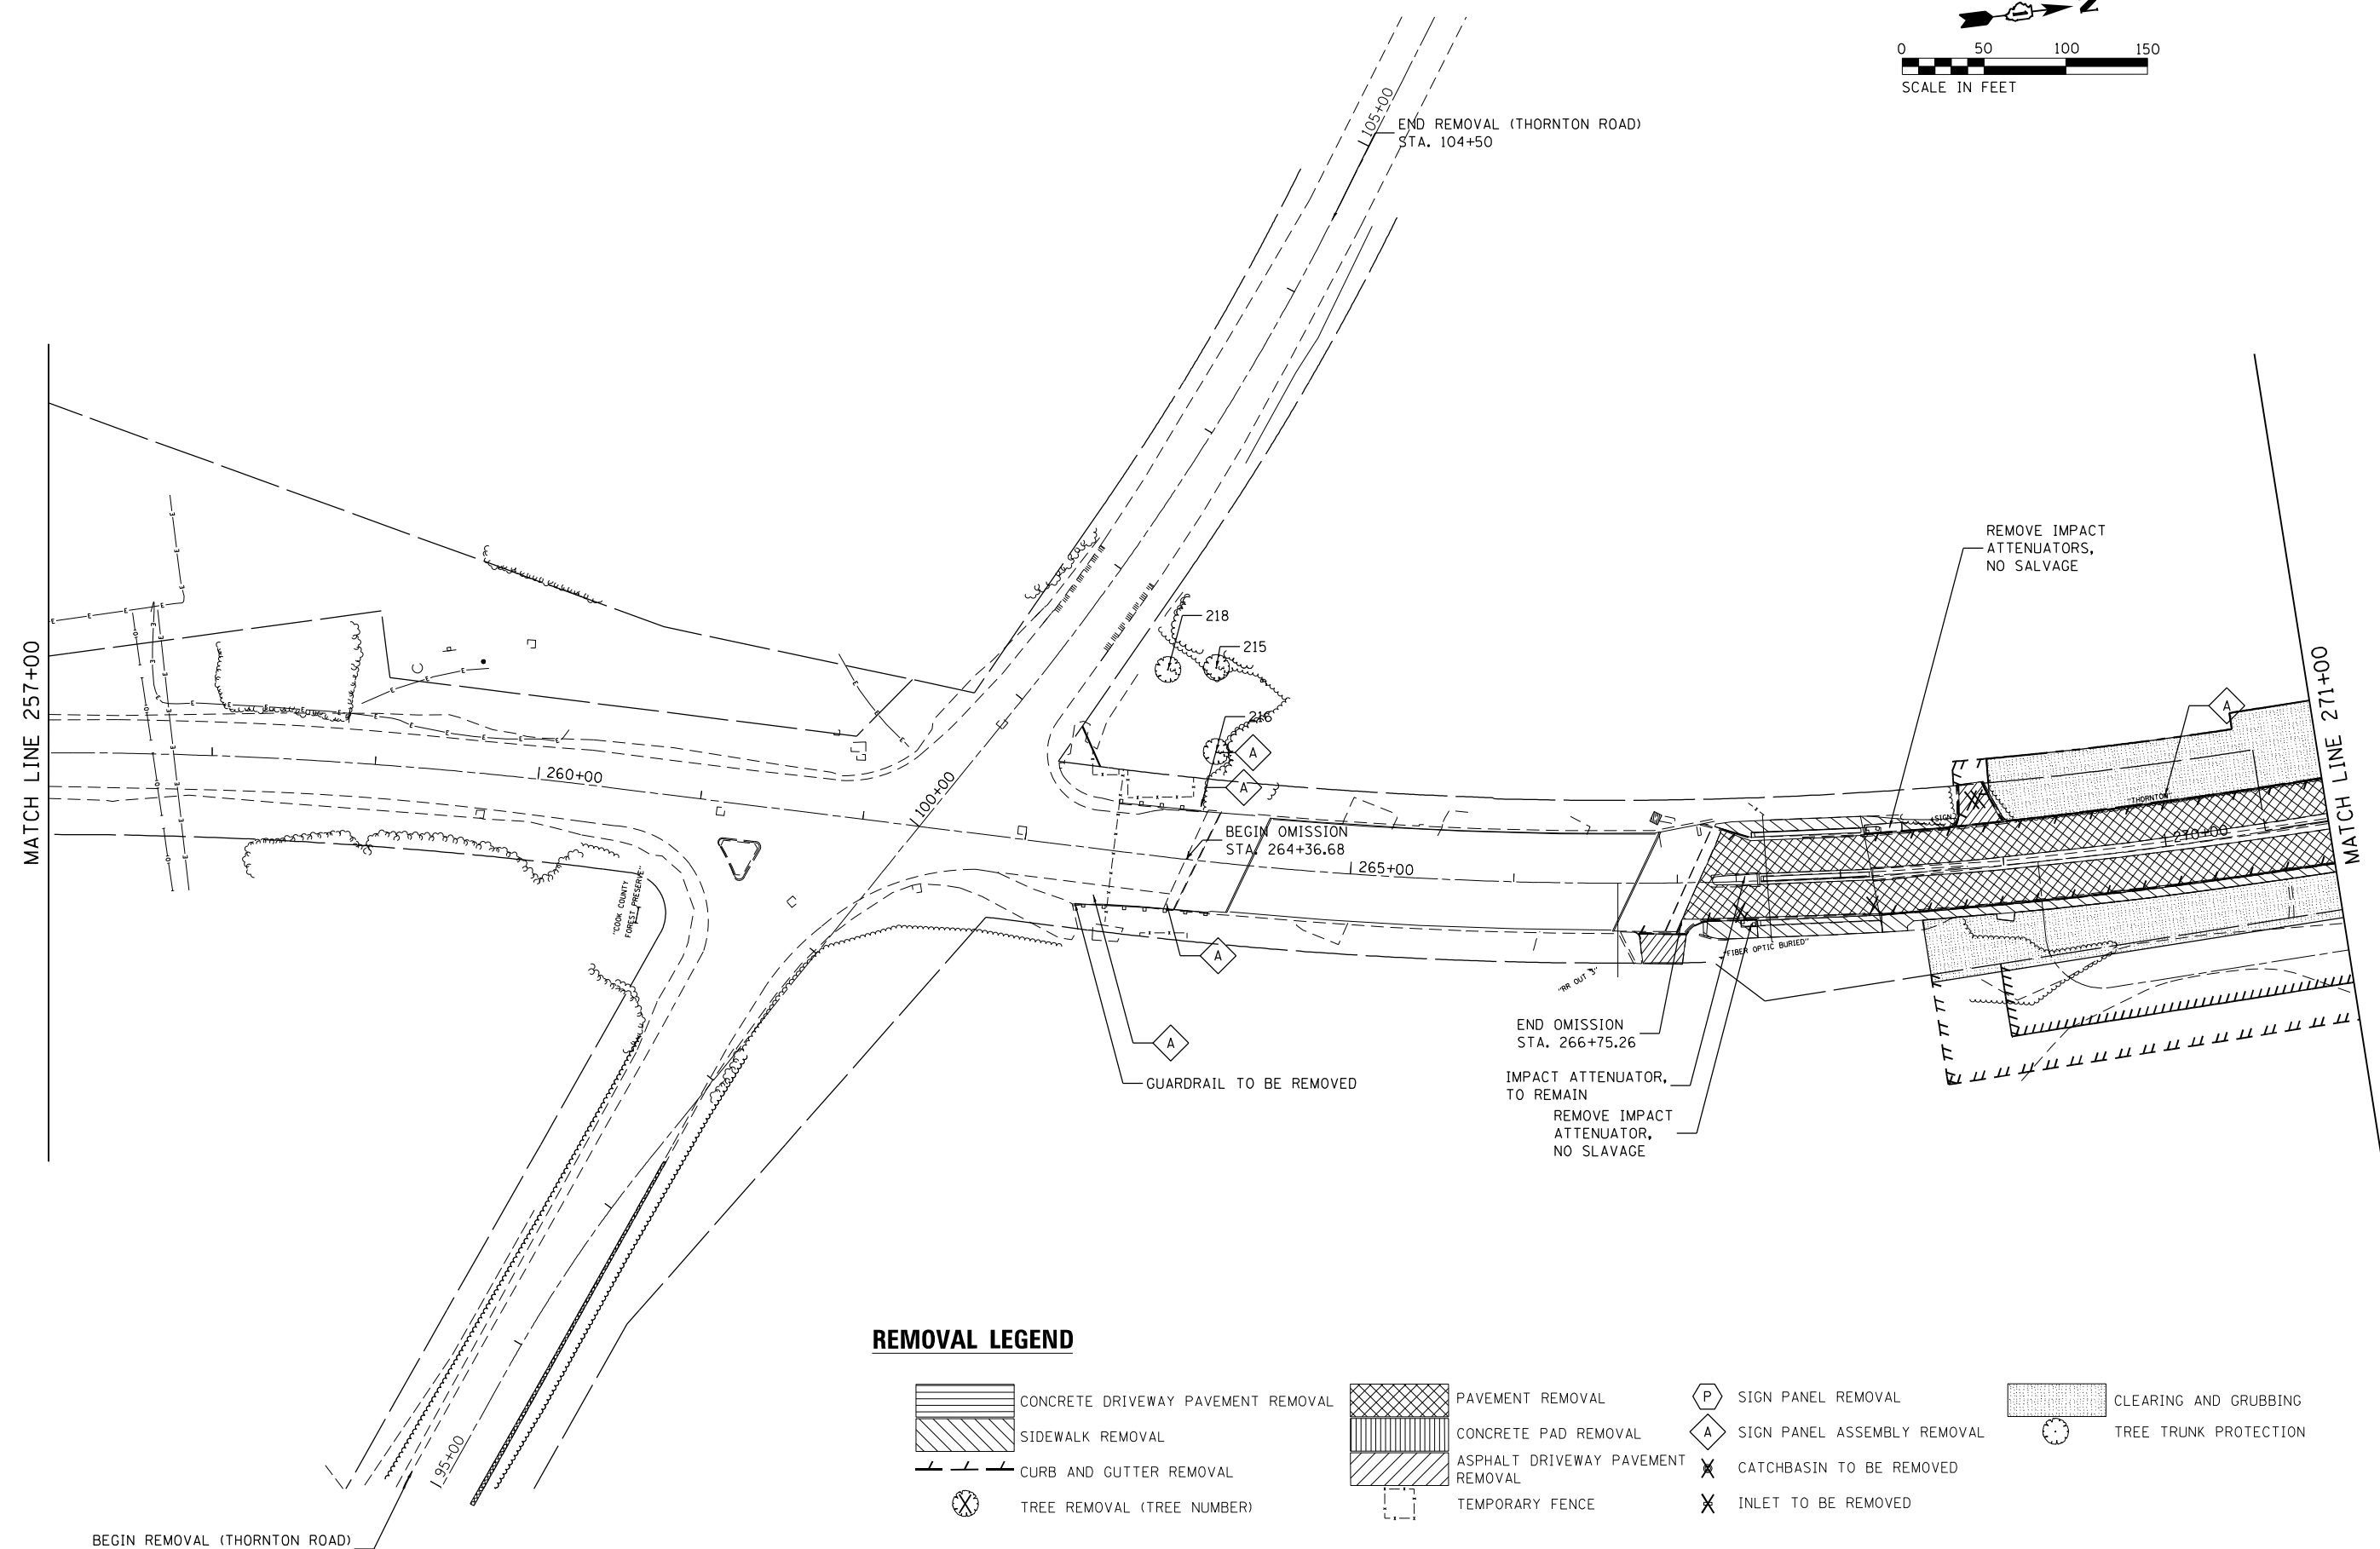 N
0 50 100 150
SCALE IN FEET
105+00
END REMOVAL (THORNTON ROAD)
STA. 104+50
REMOVE IMPACT
ATTENUATORS,
NO SALVAGE
218
215
216
A
A
A
MATCH LINE 257+00
MATCH LINE 271+00
260+00
100+00
BEGIN OMISSION
STA. 264+36.68
265+00
270+00
"THORNTON"
"SIGN"
"COOK COUNTY
FOREST PRESERVE"
"FIBER OPTIC BURIED"
"RR OUT 3"
A
A
END OMISSION
STA. 266+75.26
GUARDRAIL TO BE REMOVED
IMPACT ATTENUATOR,
TO REMAIN
REMOVE IMPACT
ATTENUATOR,
NO SLAVAGE
95+00
BEGIN REMOVAL (THORNTON ROAD)
REMOVAL LEGEND
CONCRETE DRIVEWAY PAVEMENT REMOVAL
SIDEWALK REMOVAL
CURB AND GUTTER REMOVAL
TREE REMOVAL (TREE NUMBER)
PAVEMENT REMOVAL
CONCRETE PAD REMOVAL
ASPHALT DRIVEWAY PAVEMENT
REMOVAL
TEMPORARY FENCE
P SIGN PANEL REMOVAL
A SIGN PANEL ASSEMBLY REMOVAL
CATCHBASIN TO BE REMOVED
INLET TO BE REMOVED
CLEARING AND GRUBBING
TREE TRUNK PROTECTION